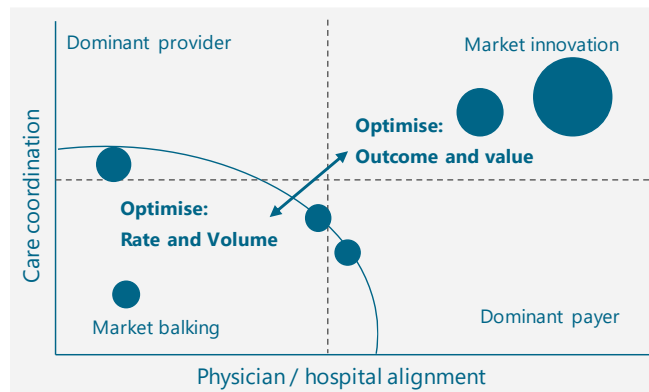 Dominant provider
Market innovation
Optimise:
Outcome and value
Optimise:
Rate and Volume
Market balking
Dominant payer
Care coordination
Physician / hospital alignment